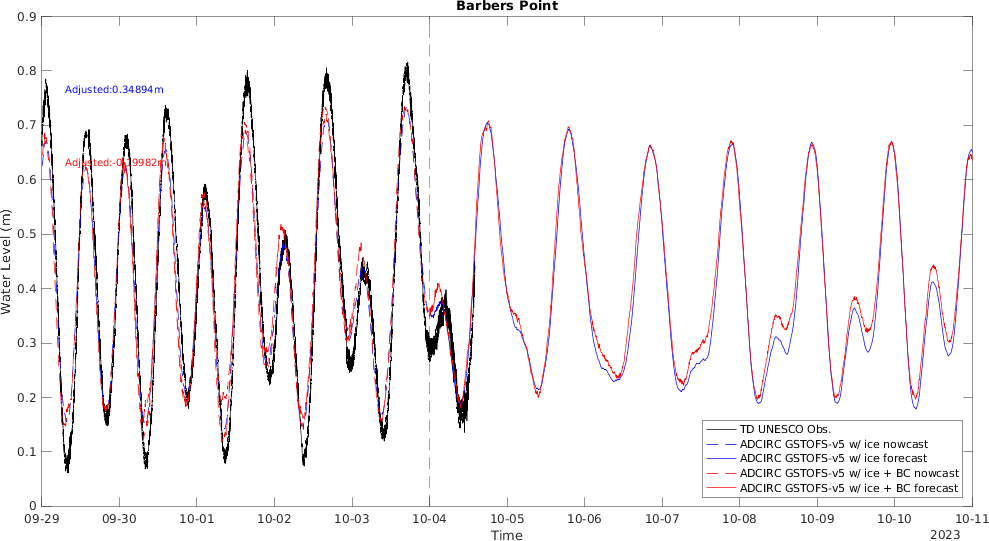 Barbers Point
0.9
0.8
0.7
0.6
0.5
0.4
0.3
0.2
0.1
0
Water Level (m)
Adjusted:0.34894m
09-29
09-30
10-01
10-02
10-03
10-04
10-05
10-06
10-07
10-08
10-09
10-10
10-11
Time
2023
TD UNESCO Obs.
ADCIRC GSTOFS-v5 w/ ice nowcast
ADCIRC GSTOFS-v5 w/ ice forecast
ADCIRC GSTOFS-v5 w/ ice + BC nowcast
ADCIRC GSTOFS-v5 w/ ice + BC forecast